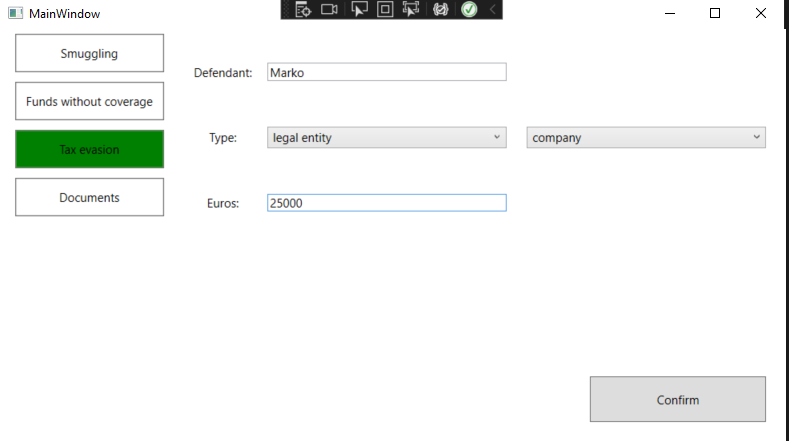 MainWindow
Smuggling
Funds without coverage
Tax evasion
Documents
Defendant: Marko
Type: legal entity company
Euros: 25000
Confirm